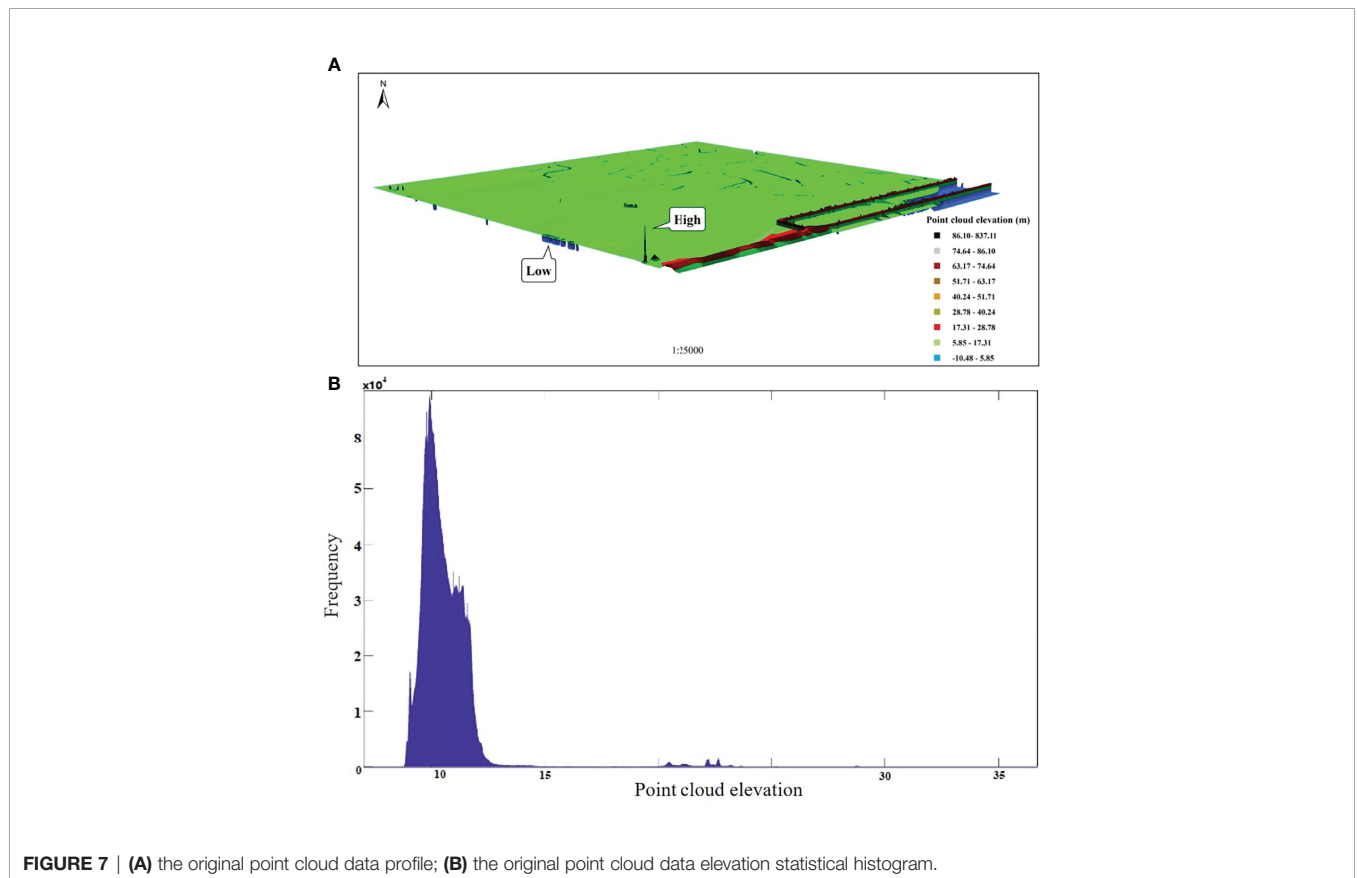 A
N
High
Low
Point cloud elevation (m)
86.10- 837.11
74.64 - 86.10
63.17 - 74.64
51.71 - 63.17
40.24 - 51.71
28.78 - 40.24
17.31 - 28.78
5.85 - 17.31
-10.48 - 5.85
1:25000
B
x10⁴
8
5
4
3
2
1
0
Frequency
10 15 30 35
Point cloud elevation
FIGURE 7 | (A) the original point cloud data profile; (B) the original point cloud data elevation statistical histogram.